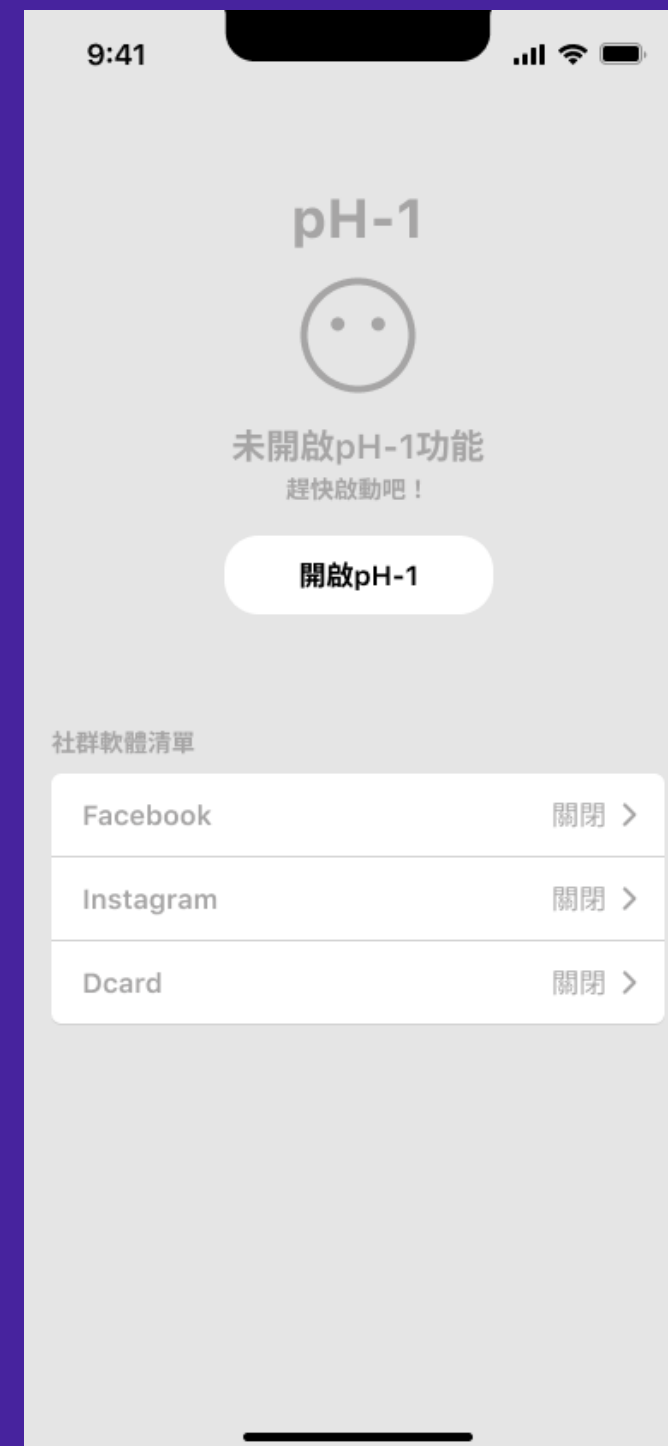 9:41
pH-1
未開啟pH-1功能
趕快啟動吧！
開啟pH-1
社群軟體清單
Facebook 關閉
Instagram 關閉
Dcard 關閉